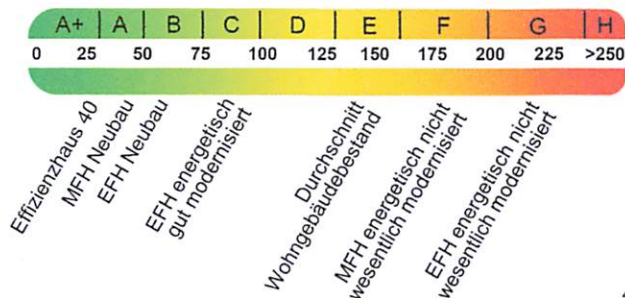 A+ A B C D E F G H
0 25 50 75 100 125 150 175 200 225 >250
Effizienzhaus 40
MFH Neubau
EFH Neubau
EFH energetisch
gut modernisiert
Durchschnitt
Wohngebäudebestand
MFH energetisch nicht
wesentlich modernisiert
EFH energetisch nicht
wesentlich modernisiert